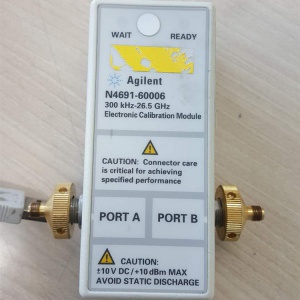 WAIT READY
Agilent
N4691-60006
300 kHz-26.5 GHz
Electronic Calibration Module
CAUTION: Connector care
is critical for achieving
specified performance
PORT A PORT B
CAUTION:
±10 V DC/+10 dBm MAX
AVOID STATIC DISCHARGE